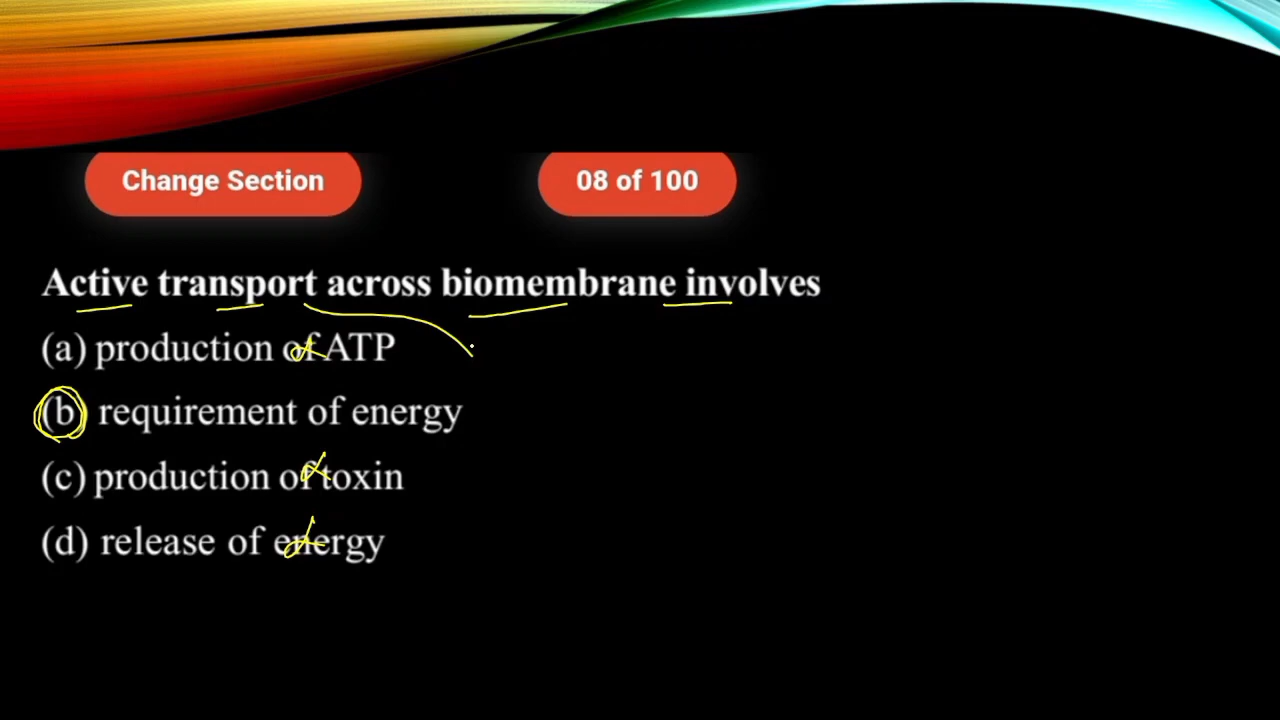 Change Section
08 of 100
Active transport across biomembrane involves
(a) production of ATP
(b) requirement of energy
(c) production of toxin
(d) release of energy